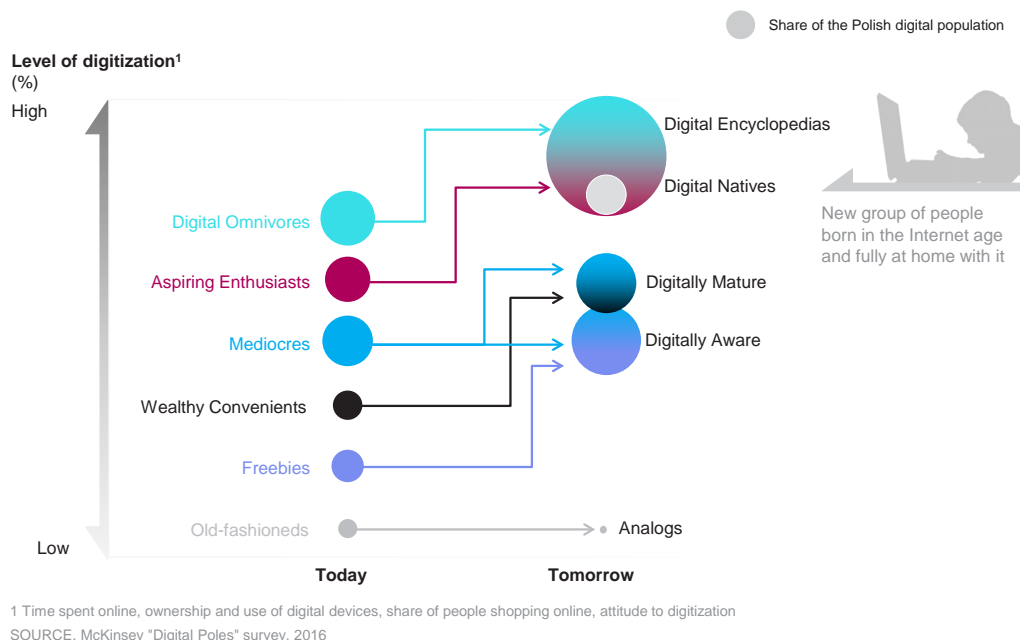 Share of the Polish digital population
Level of digitization1
(%)
High
Digital Encyclopedias
Digital Natives
New group of people
born in the Internet age
and fully at home with it
Digital Omnivores
Aspiring Enthusiasts
Digitally Mature
Mediocres
Digitally Aware
Wealthy Convenients
Freebies
Old-fashioneds
Analogs
Low
Today
Tomorrow
1 Time spent online, ownership and use of digital devices, share of people shopping online, attitude to digitization
SOURCE. McKinsey "Digital Poles" survey, 2016